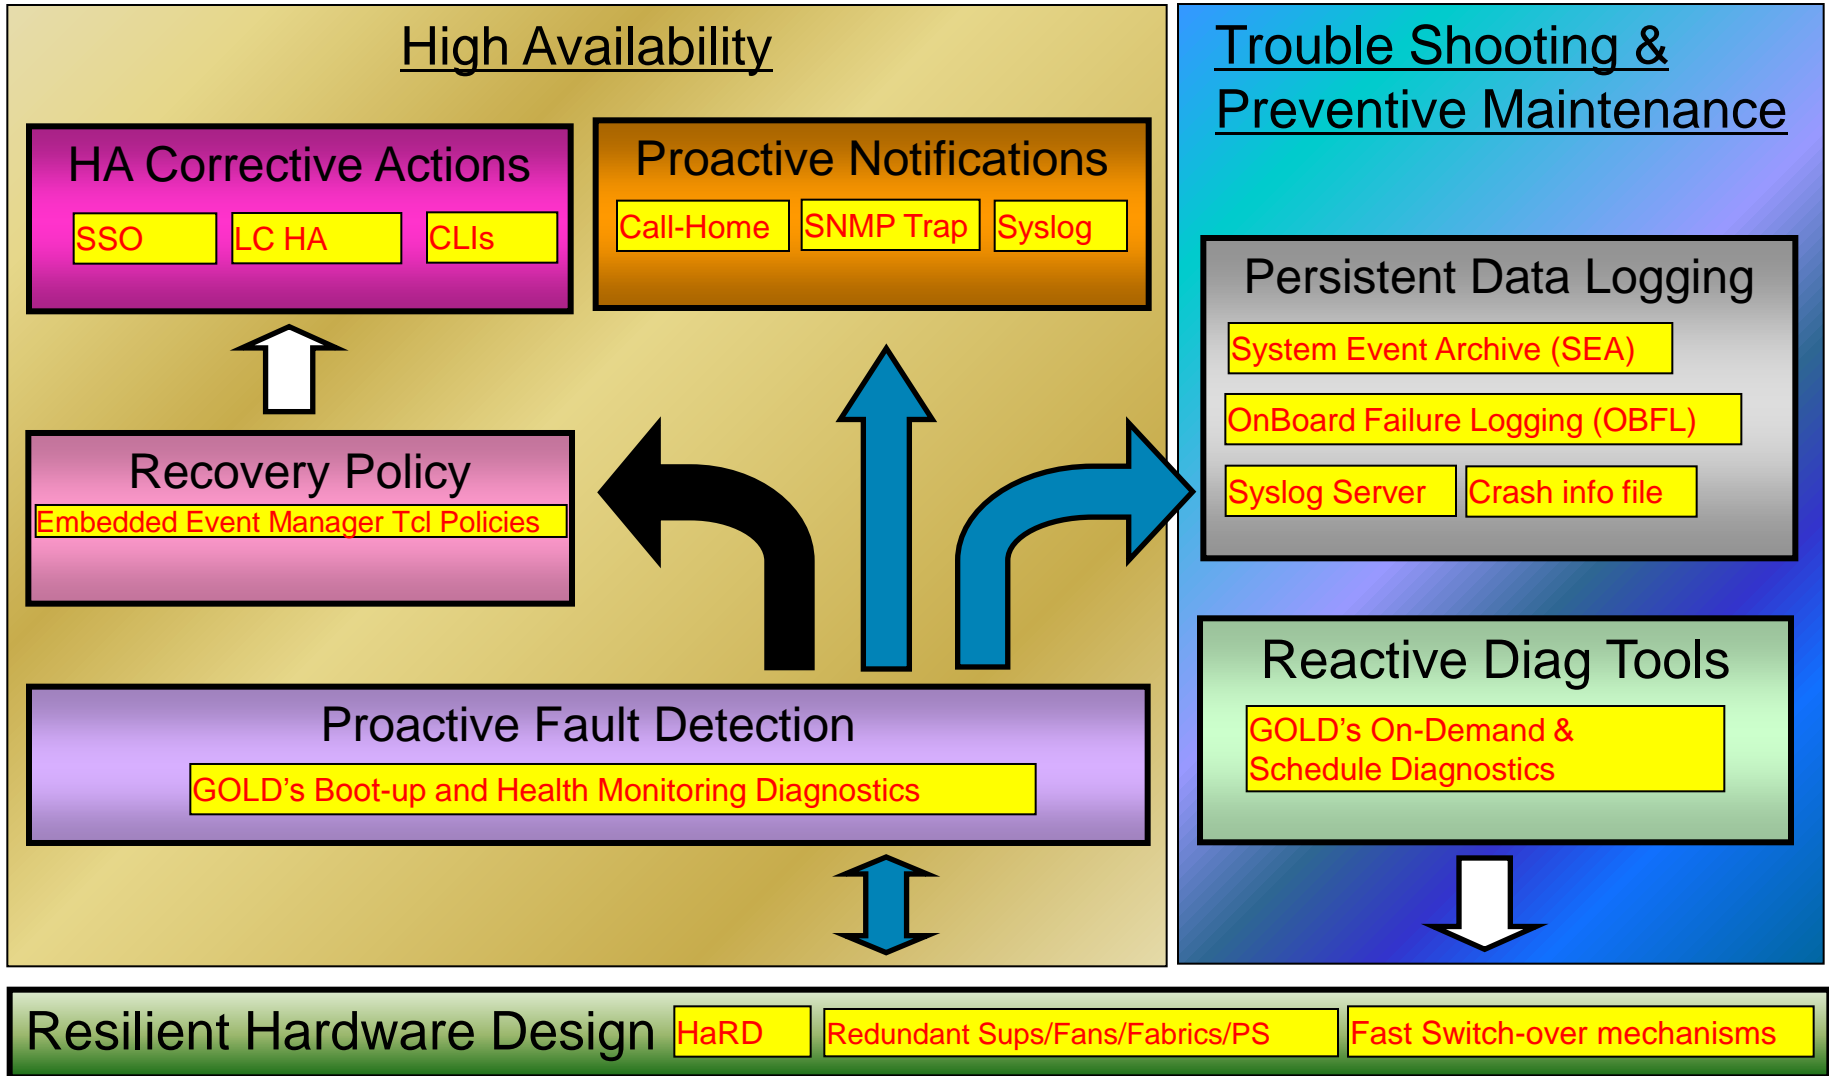 High Availability
HA Corrective Actions
SSO
LC HA
CLIs
Proactive Notifications
Call-Home
SNMP Trap
Syslog
Recovery Policy
Embedded Event Manager Tcl Policies
Proactive Fault Detection
GOLD's Boot-up and Health Monitoring Diagnostics
Trouble Shooting &
Preventive Maintenance
Persistent Data Logging
System Event Archive (SEA)
OnBoard Failure Logging (OBFL)
Syslog Server
Crash info file
Reactive Diag Tools
GOLD's On-Demand &
Schedule Diagnostics
Resilient Hardware Design
HaRD
Redundant Sups/Fans/Fabrics/PS
Fast Switch-over mechanisms